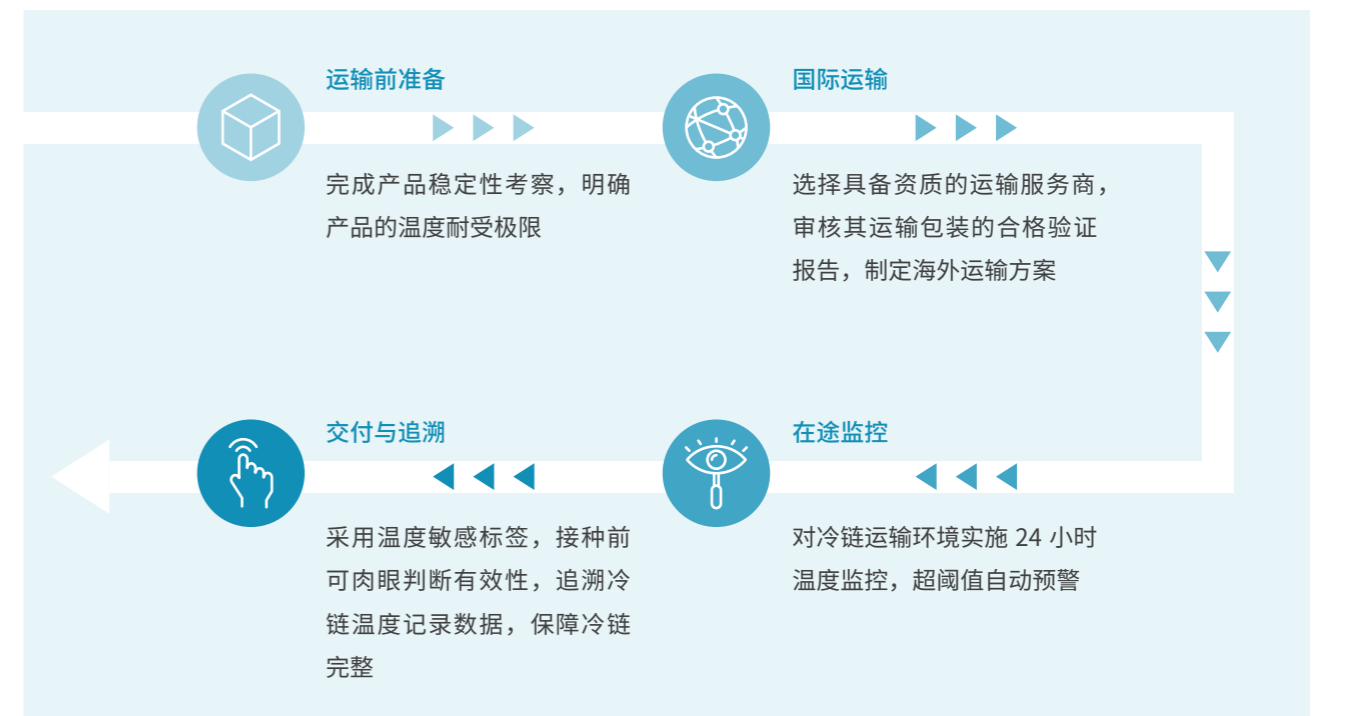 运输前准备
完成产品稳定性考察，明确
产品的温度耐受极限
国际运输
选择具备资质的运输服务商，
审核其运输包装的合格验证
报告，制定海外运输方案
在途监控
对冷链运输环境实施 24 小时
温度监控，超阈值自动预警
交付与追溯
采用温度敏感标签，接种前
可肉眼判断有效性，追溯冷
链温度记录数据，保障冷链
完整